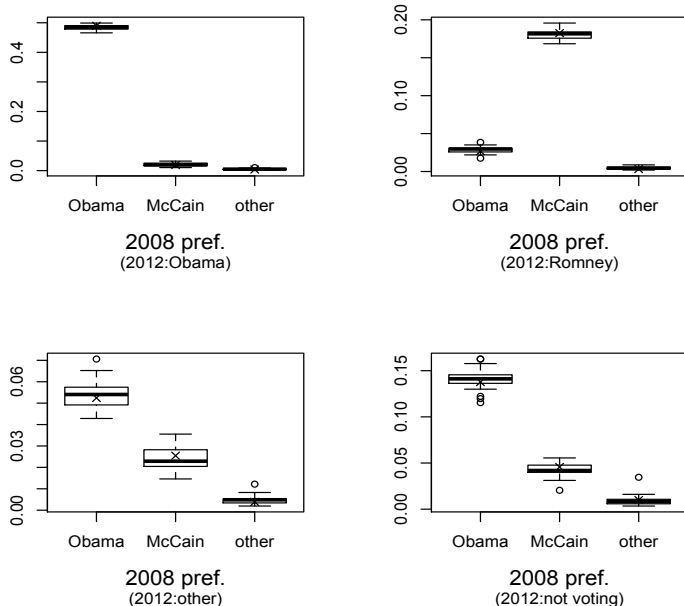 0.4
0.2
0.0
Obama McCain other
2008 pref.
(2012:Obama)
0.20
0.10
0.00
Obama McCain other
2008 pref.
(2012:Romney)
0.06
0.03
0.00
Obama McCain other
2008 pref.
(2012:other)
0.15
0.05
0.00
Obama McCain other
2008 pref.
(2012:not voting)